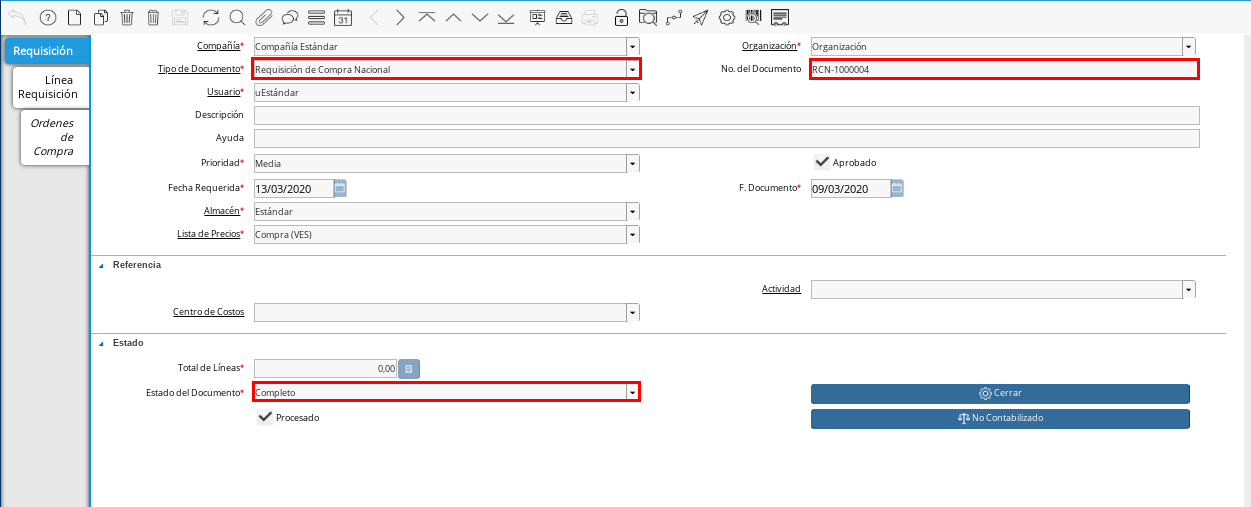 31
Requisición
Línea
Requisición
Ordenes
de
Compra
Compañía* Compañía Estándar Organización* Organización
Tipo de Documento* Requisición de Compra Nacional No. del Documento RCN-1000004
Usuario* uEstándar
Descripción
Ayuda
Prioridad* Media Aprobado
Fecha Requerida* 13/03/2020 F. Documento* 09/03/2020
Almacén* Estándar
Lista de Precios* Compra (VES)
Referencia
Actividad
Centro de Costos
Estado
Total de Líneas* 0,00
Estado del Documento* Completo Cerrar
Procesado No Contabilizado